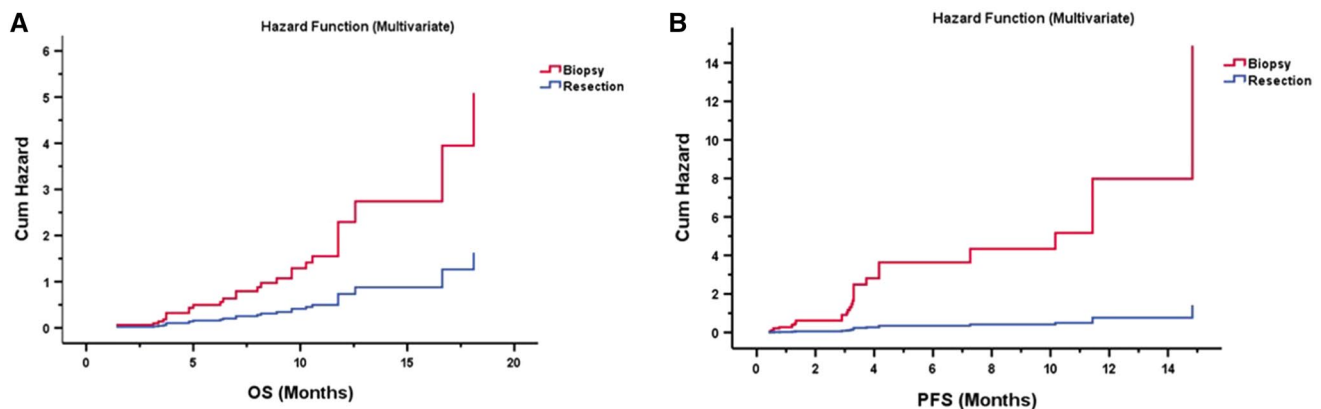 A
Hazard Function (Multivariate)
Biopsy
Resection
Cum Hazard
6
5
4
3
2
1
0
0 5 10 15 20
OS (Months)
B
Hazard Function (Multivariate)
Biopsy
Resection
Cum Hazard
14
12
10
8
6
4
2
0
0 2 4 6 8 10 12 14
PFS (Months)